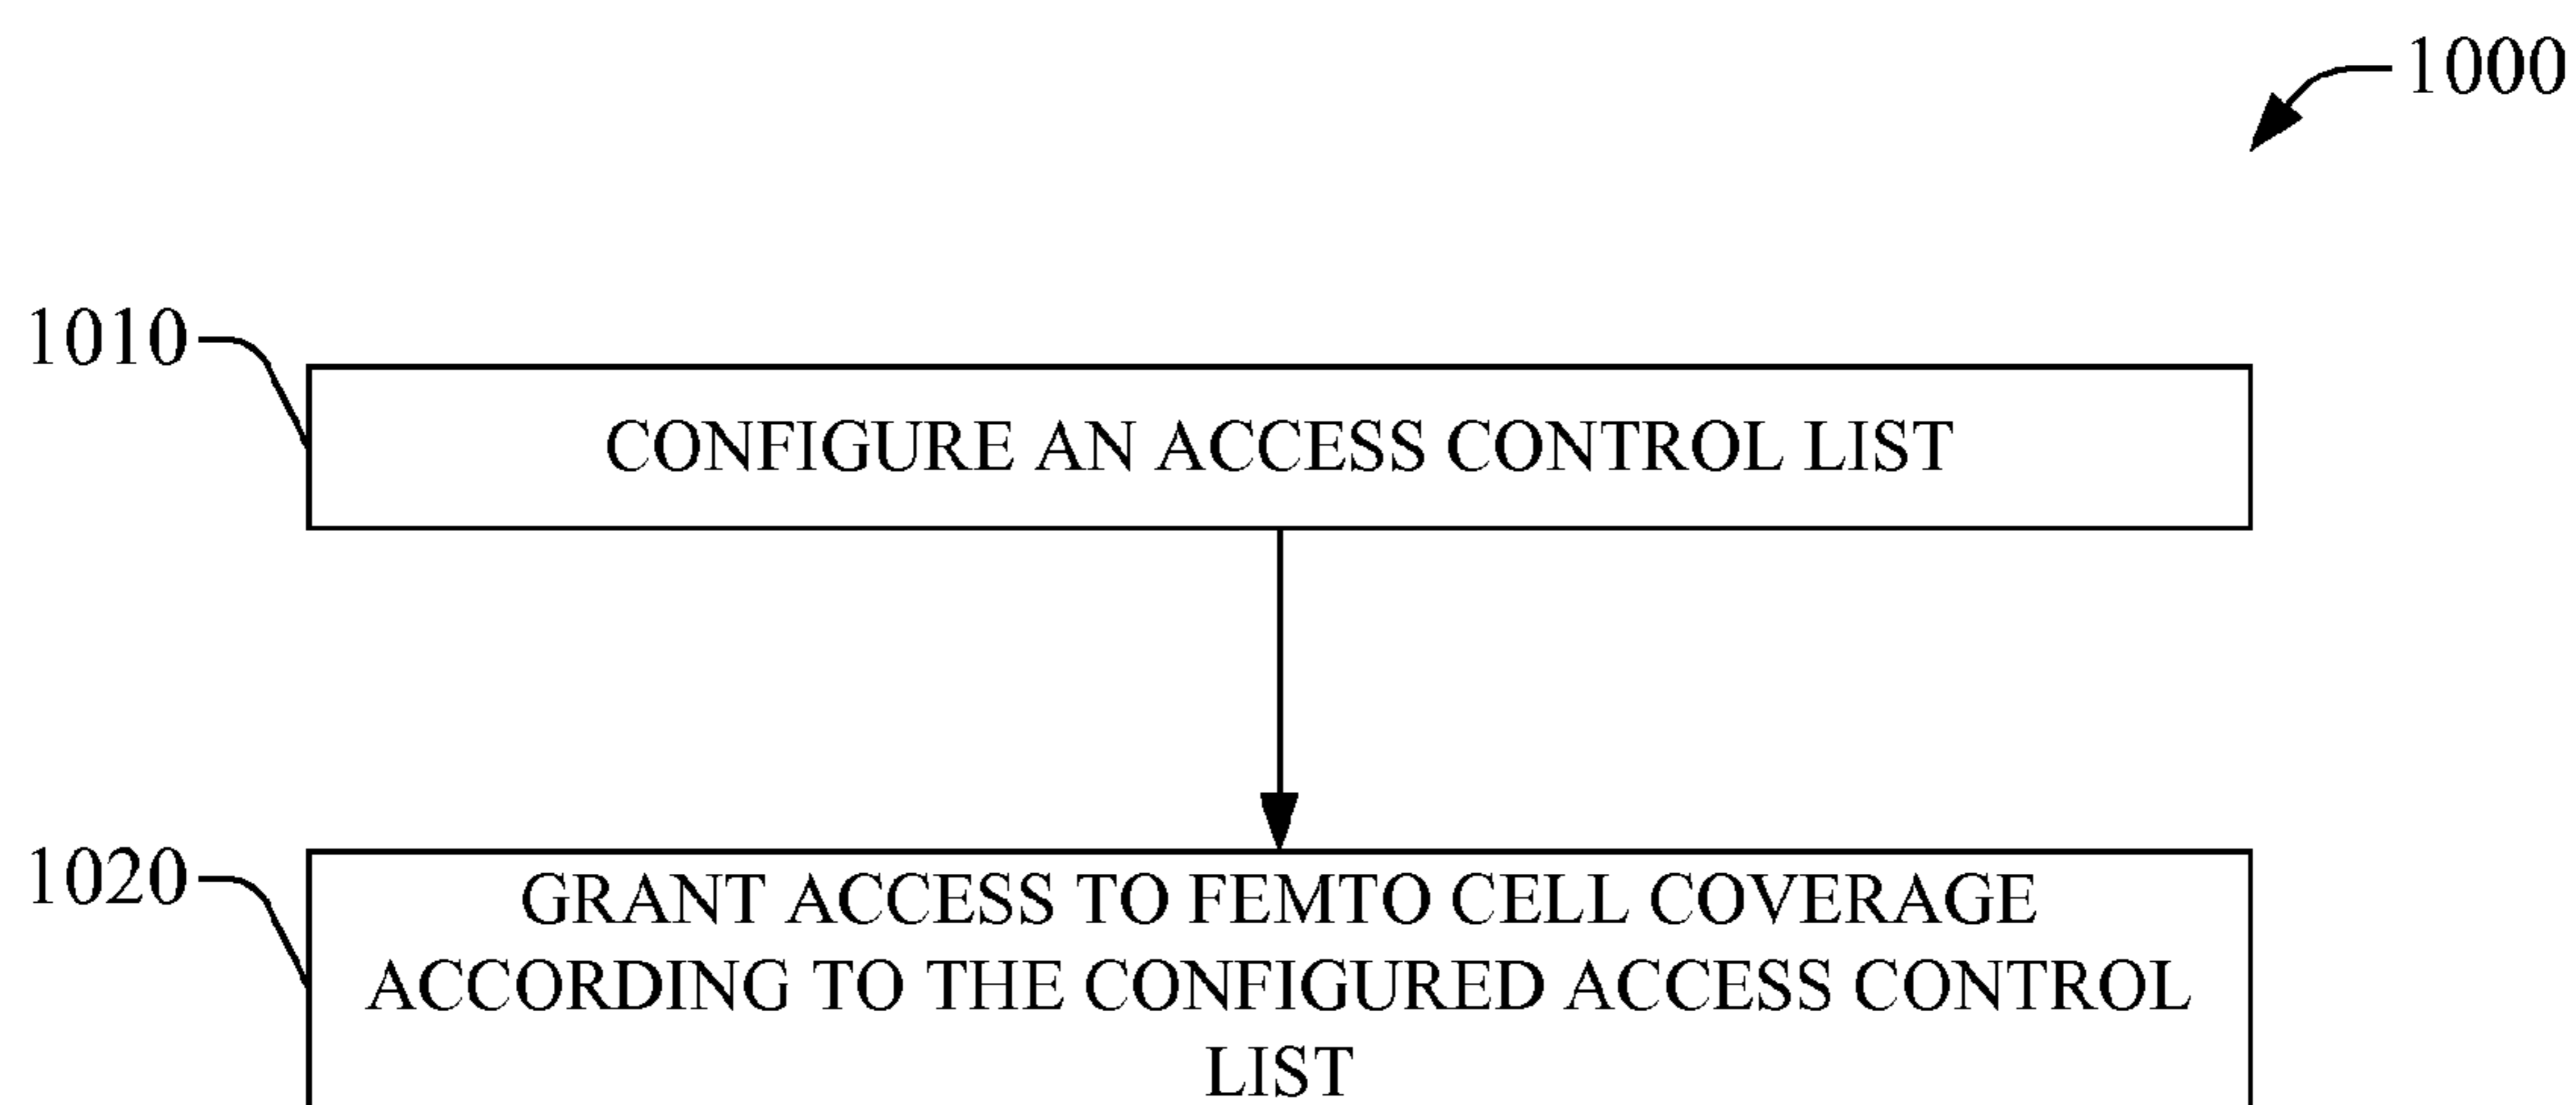 1000
1010
CONFIGURE AN ACCESS CONTROL LIST
1020
GRANT ACCESS TO FEMTO CELL COVERAGE
ACCORDING TO THE CONFIGURED ACCESS CONTROL
LIST